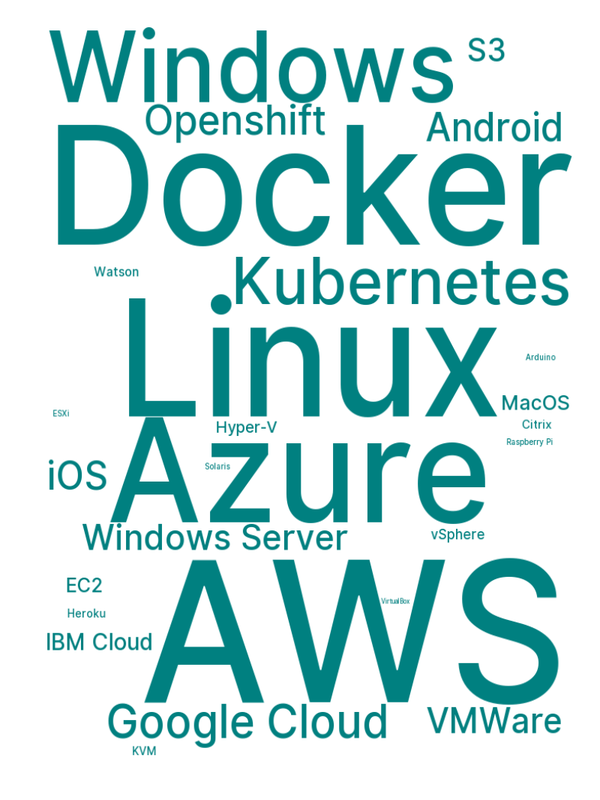 Windows S3
Openshift Android
Docker
Watson Kubernetes
Linux
Arduino
MacOS
ESXi
Hyper-V Citrix
Raspberry Pi
Azure
iOS Solaris
Windows Server vSphere
AWS
EC2
VirtualBox
Heroku
IBM Cloud
Google Cloud VMWare
KVM